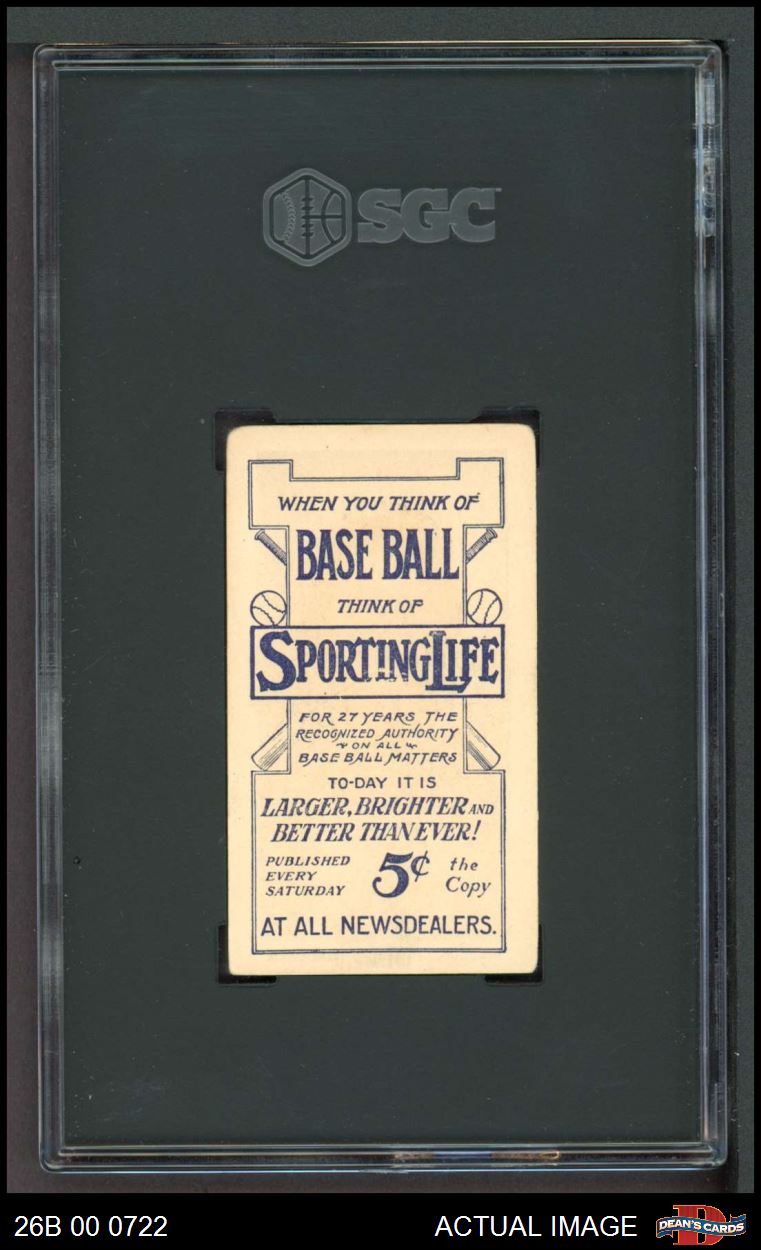 SGC
WHEN YOU THINK OF
BASE BALL
THINK OF
SPORTING LIFE
FOR 27 YEARS THE
RECOGNIZED AUTHORITY
ON ALL
BASE BALL MATTERS
TO-DAY IT IS
LARGER, BRIGHTER AND
BETTER THAN EVER!
PUBLISHED
EVERY
SATURDAY
5¢
the
Copy
AT ALL NEWSDEALERS.
26B 00 0722
ACTUAL IMAGE
DEAN'S CARDS